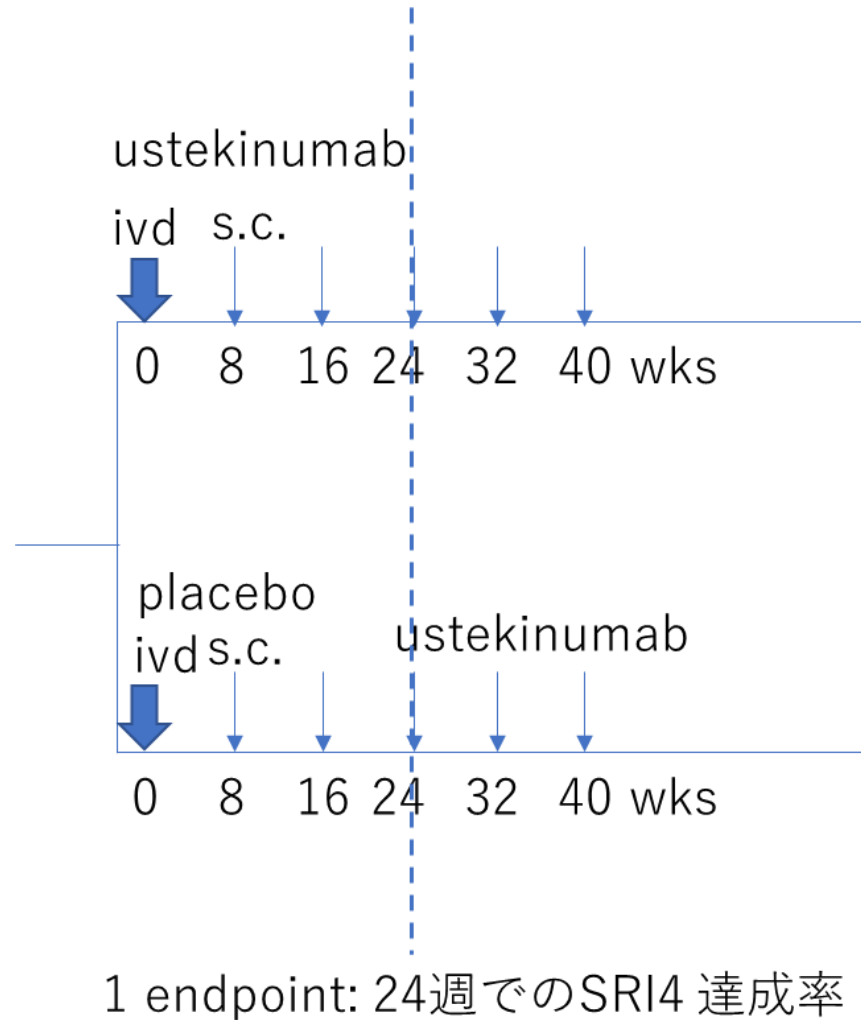 ustekinumab
ivd s.c.
0 8 16 24 32 40 wks
placebo
ustekinumab
ivd s.c.
0 8 16 24 32 40 wks
1 endpoint: 24週でのSRI4 達成率